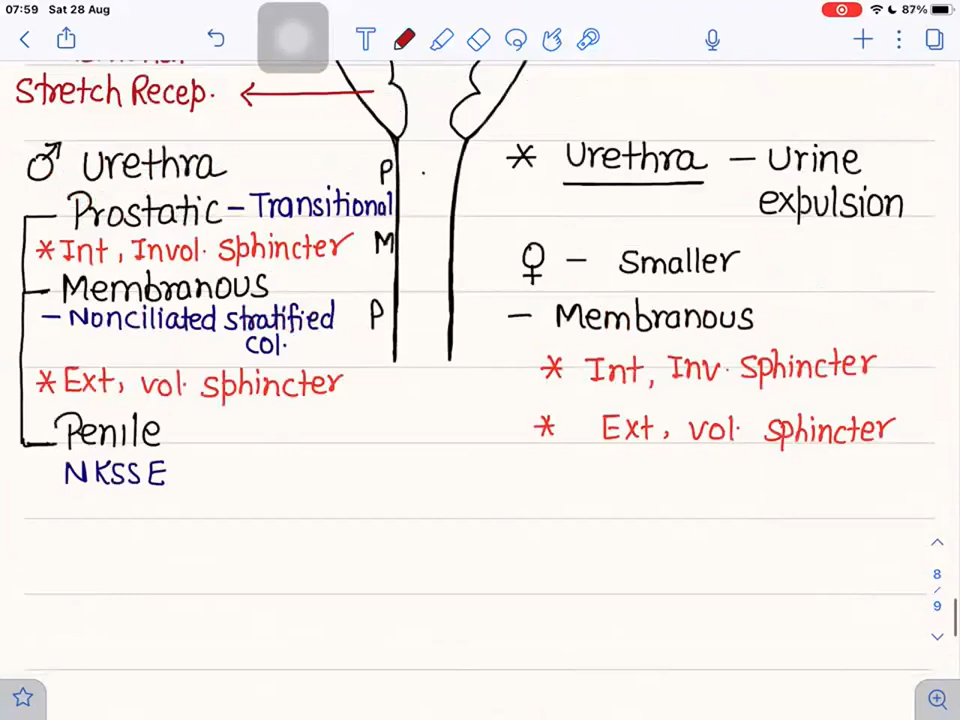 07:59 Sat 28 Aug
87%
T
Stretch Recep.
♂ Urethra
P
Prostatic - Transitional
* Int, Invol. Sphincter
M
Membranous
- Nonciliated stratified
col.
P
* Ext, vol. sphincter
Penile
NKSSE
* Urethra - Urine
expulsion
♀ - Smaller
- Membranous
* Int, Inv. Sphincter
* Ext, vol. sphincter
8
/
9